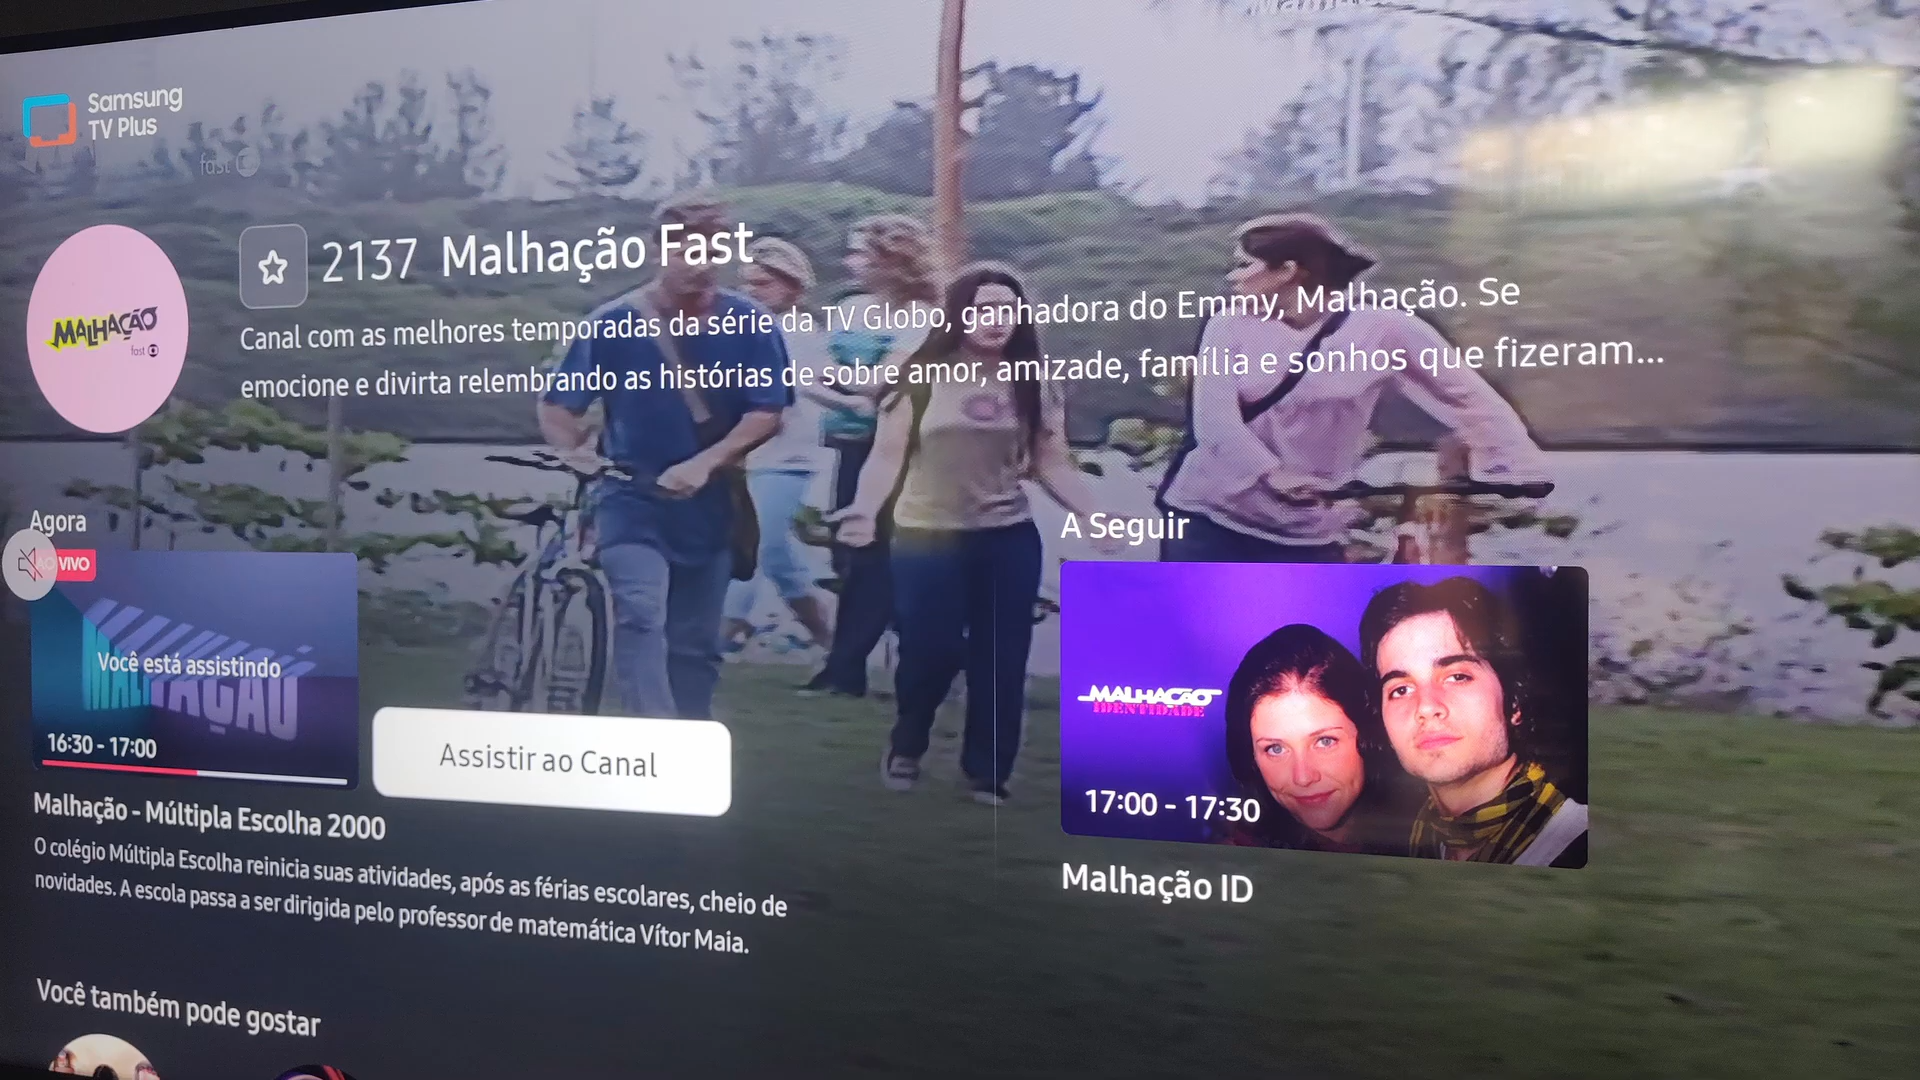 Samsung
TV Plus
fast
MALHAÇÃO
fast
2137 Malhação Fast
Canal com as melhores temporadas da série da TV Globo, ganhadora do Emmy, Malhação. Se
emocione e divirta relembrando as histórias de sobre amor, amizade, família e sonhos que fizeram...
Agora
AO VIVO
MALHAÇÃO
Você está assistindo
16:30 - 17:00
Assistir ao Canal
Malhação - Múltipla Escolha 2000
O colégio Múltipla Escolha reinicia suas atividades, após as férias escolares, cheio de
novidades. A escola passa a ser dirigida pelo professor de matemática Vítor Maia.
A Seguir
MALHAÇÃO
IDENTIDADE
17:00 - 17:30
Malhação ID
Você também pode gostar